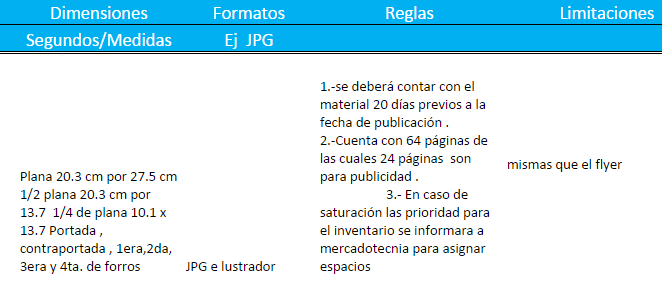 Dimensiones Formatos Reglas Limitaciones
Segundos/Medidas Ej JPG
Plana 20.3 cm por 27.5 cm
1/2 plana 20.3 cm por
13.7 1/4 de plana 10.1 x
13.7 Portada ,
contraportada , 1era,2da,
3era y 4ta. de forros
JPG e lustrador
1.-se deberá contar con el
material 20 días previos a la
fecha de publicación .
2.-Cuenta con 64 páginas de
las cuales 24 páginas son
para publicidad .
3.- En caso de
saturación las prioridad para
el inventario se informara a
mercadotecnia para asignar
espacios
mismas que el flyer